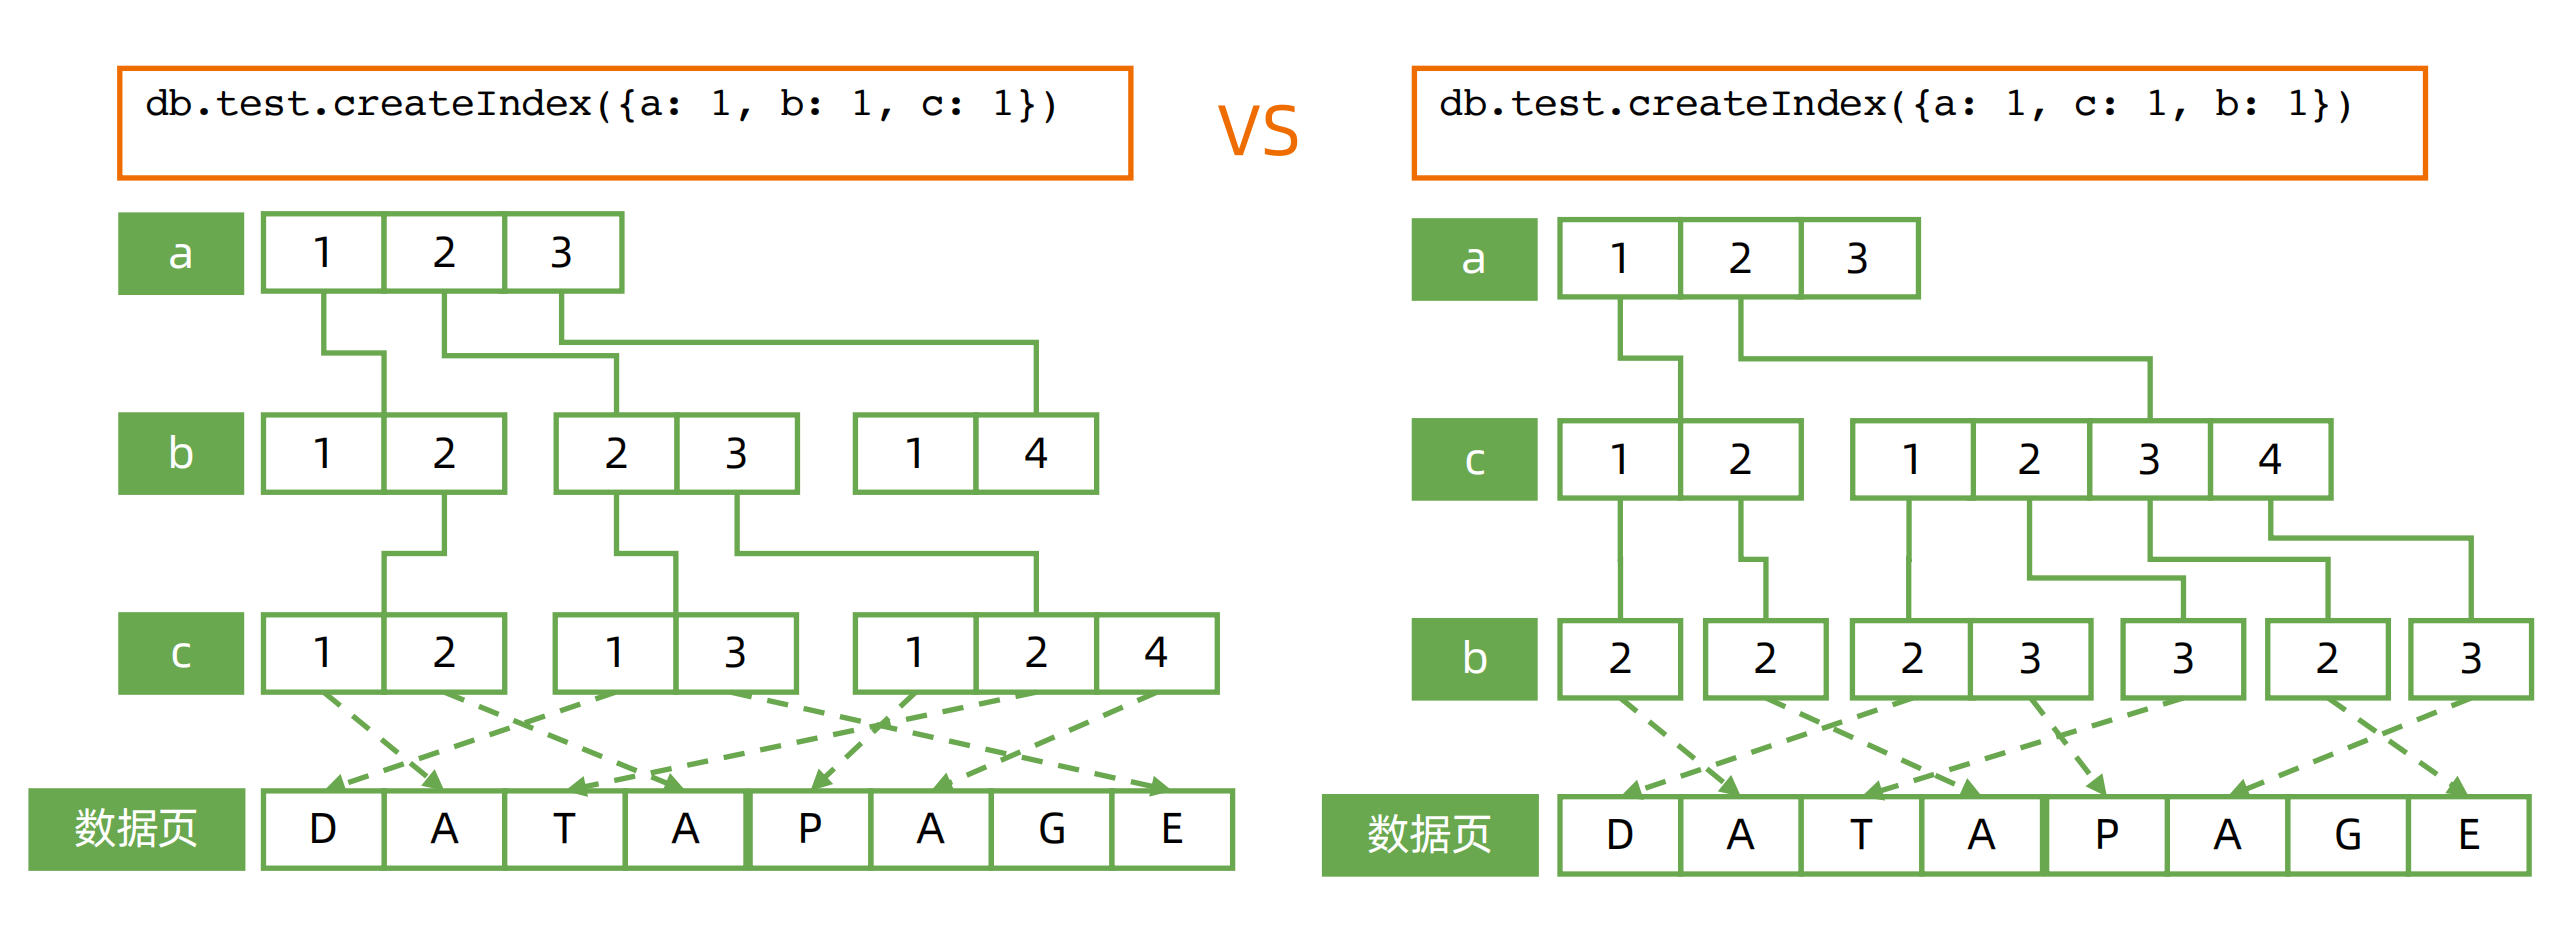 db.test.createIndex({a: 1, b: 1, c: 1})
VS
db.test.createIndex({a: 1, c: 1, b: 1})
a 1 2 3
b 1 2 2 3 1 4
c 1 2 1 3 1 2 4
数据页 D A T A P A G E
a 1 2 3
c 1 2 1 2 3 4
b 2 2 2 3 3 2 3
数据页 D A T A P A G E